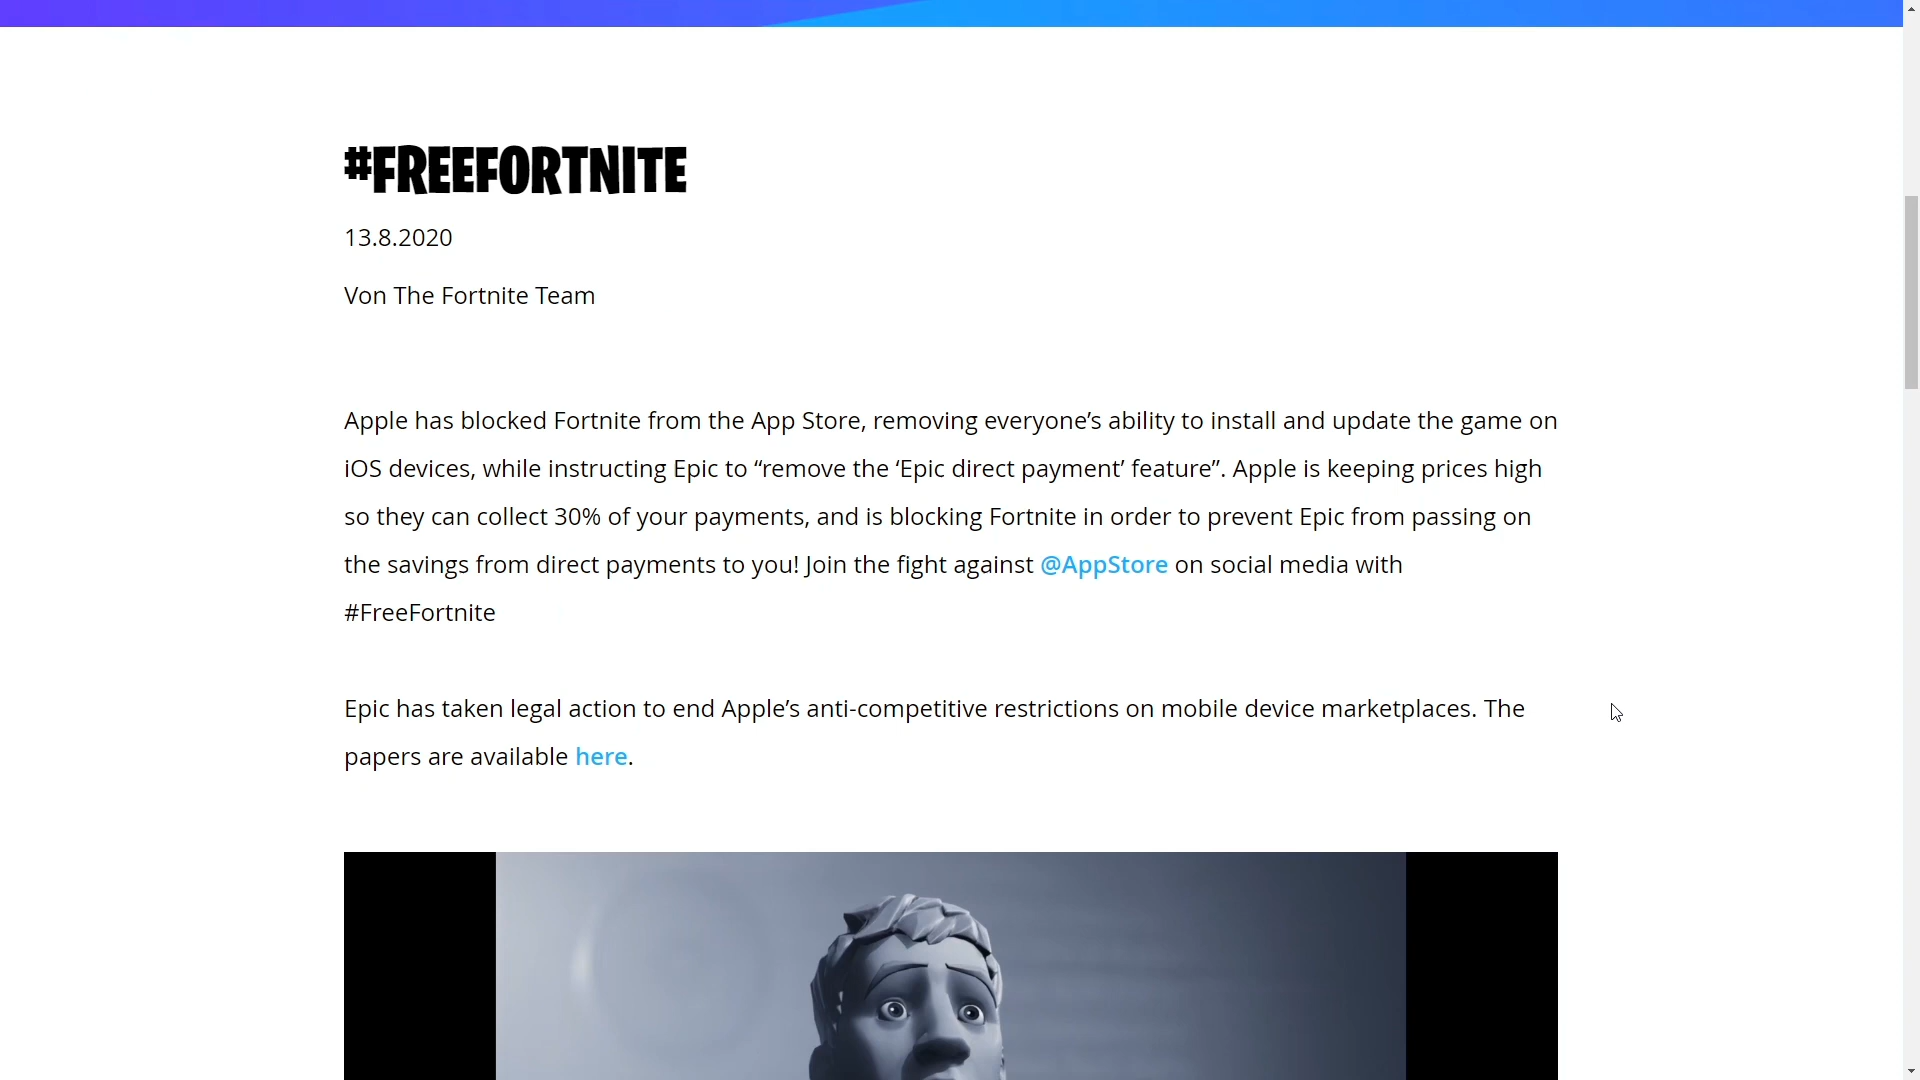 #FREEFORTNITE
13.8.2020
Von The Fortnite Team
Apple has blocked Fortnite from the App Store, removing everyone’s ability to install and update the game on
iOS devices, while instructing Epic to “remove the ‘Epic direct payment’ feature”. Apple is keeping prices high
so they can collect 30% of your payments, and is blocking Fortnite in order to prevent Epic from passing on
the savings from direct payments to you! Join the fight against @AppStore on social media with
#FreeFortnite
Epic has taken legal action to end Apple’s anti-competitive restrictions on mobile device marketplaces. The
papers are available here.